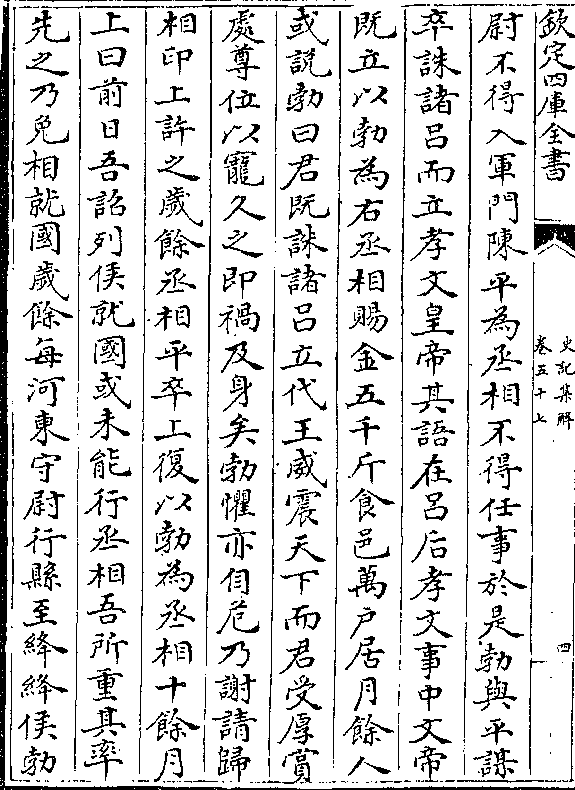 欽定四庫全書
史記集解
卷五十七
四
尉不得入軍門陳平為丞相不得任事於是勃與平謀
卒誅諸呂而立孝文皇帝其語在呂后孝文事中文帝
既立以勃為右丞相賜金五千斤食邑萬户居月餘人
或說勃曰君既誅諸呂立代王威震天下而君受厚賞
處尊位以寵久之即禍及身矣勃懼亦自危乃謝請歸
相印上許之歲餘丞相平卒上復以勃為丞相十餘月
上曰前日吾詔列侯就國或未能行丞相吾所重其率
先之乃免相就國歲餘每河東守尉行縣至絳絳侯勃